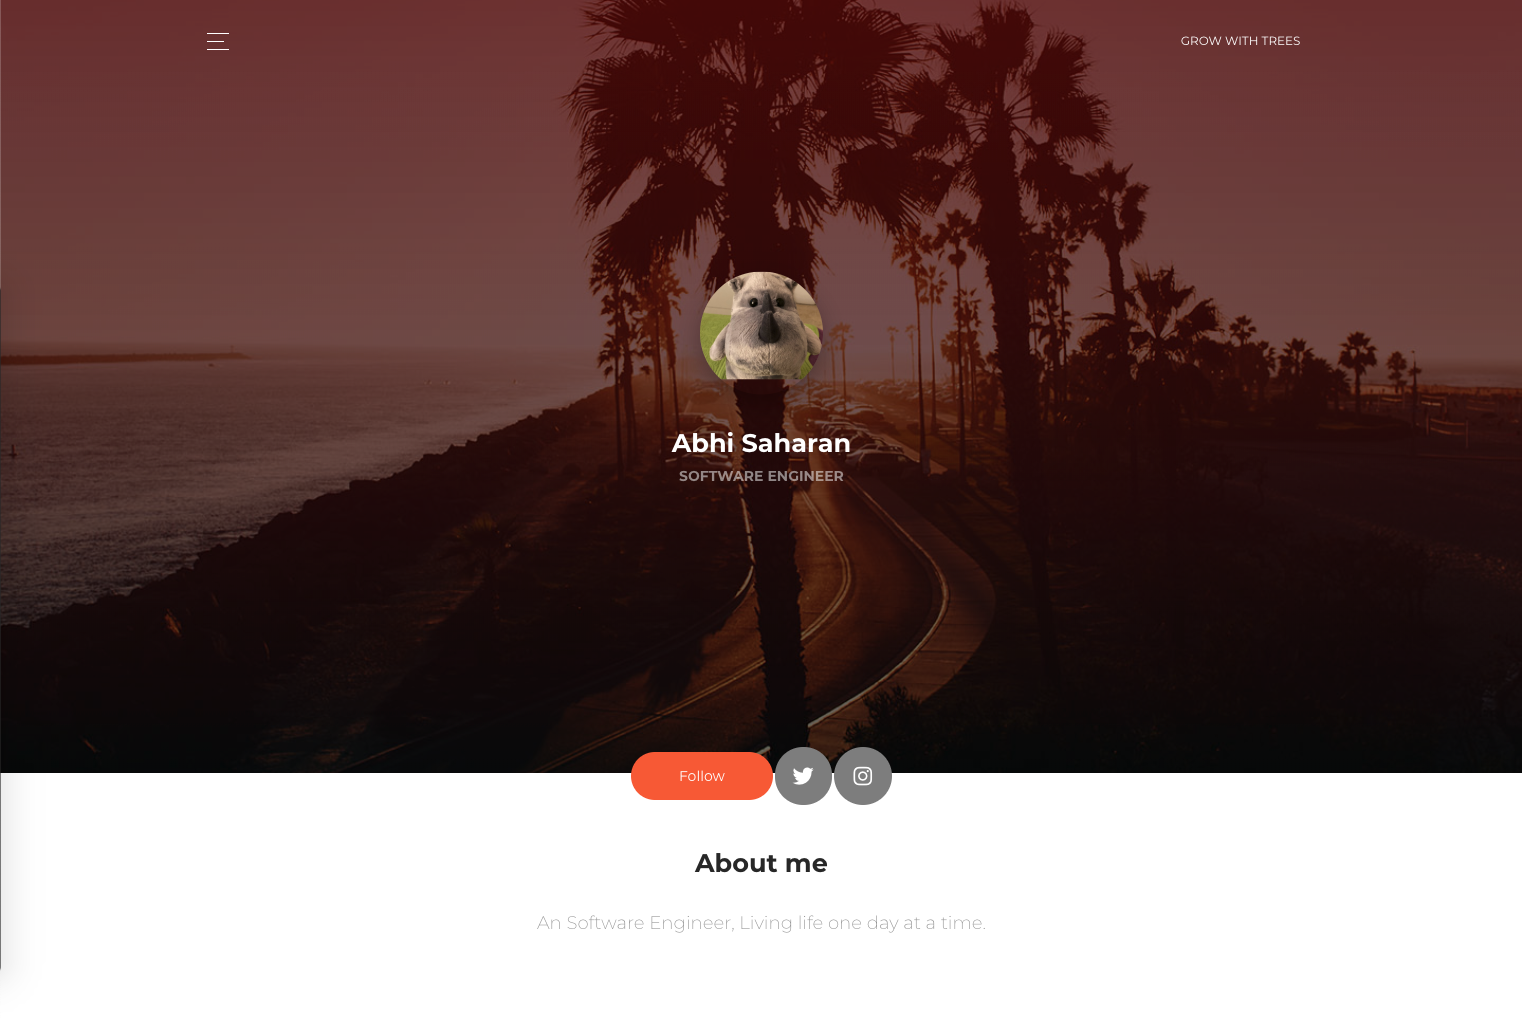 GROW WITH TREES
Abhi Saharan
SOFTWARE ENGINEER
Follow
About me
An Software Engineer, Living life one day at a time.